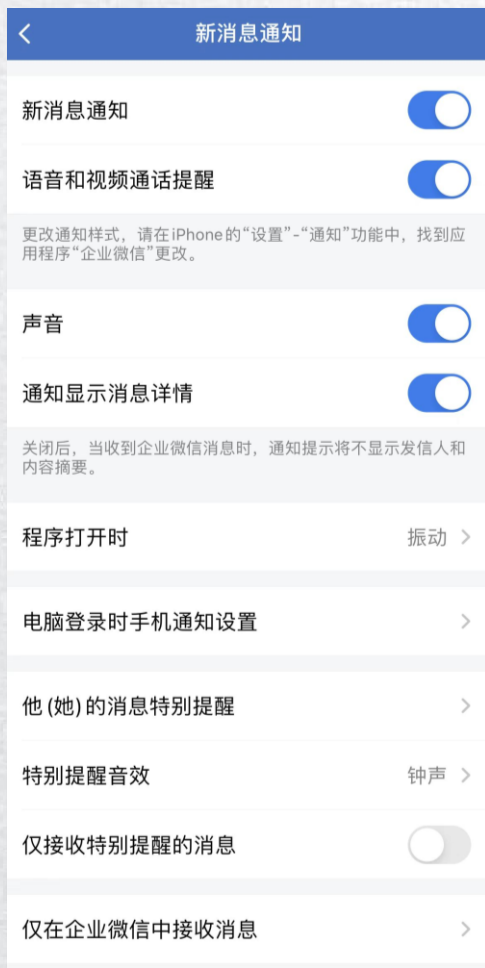 新消息通知
新消息通知
语音和视频通话提醒
更改通知样式，请在iPhone的“设置”-“通知”功能中，找到应
用程序“企业微信”更改。
声音
通知显示消息详情
关闭后，当收到企业微信消息时，通知提示将不显示发信人和
内容摘要。
程序打开时 振动
电脑登录时手机通知设置
他(她)的消息特别提醒
特别提醒音效 钟声
仅接收特别提醒的消息
仅在企业微信中接收消息